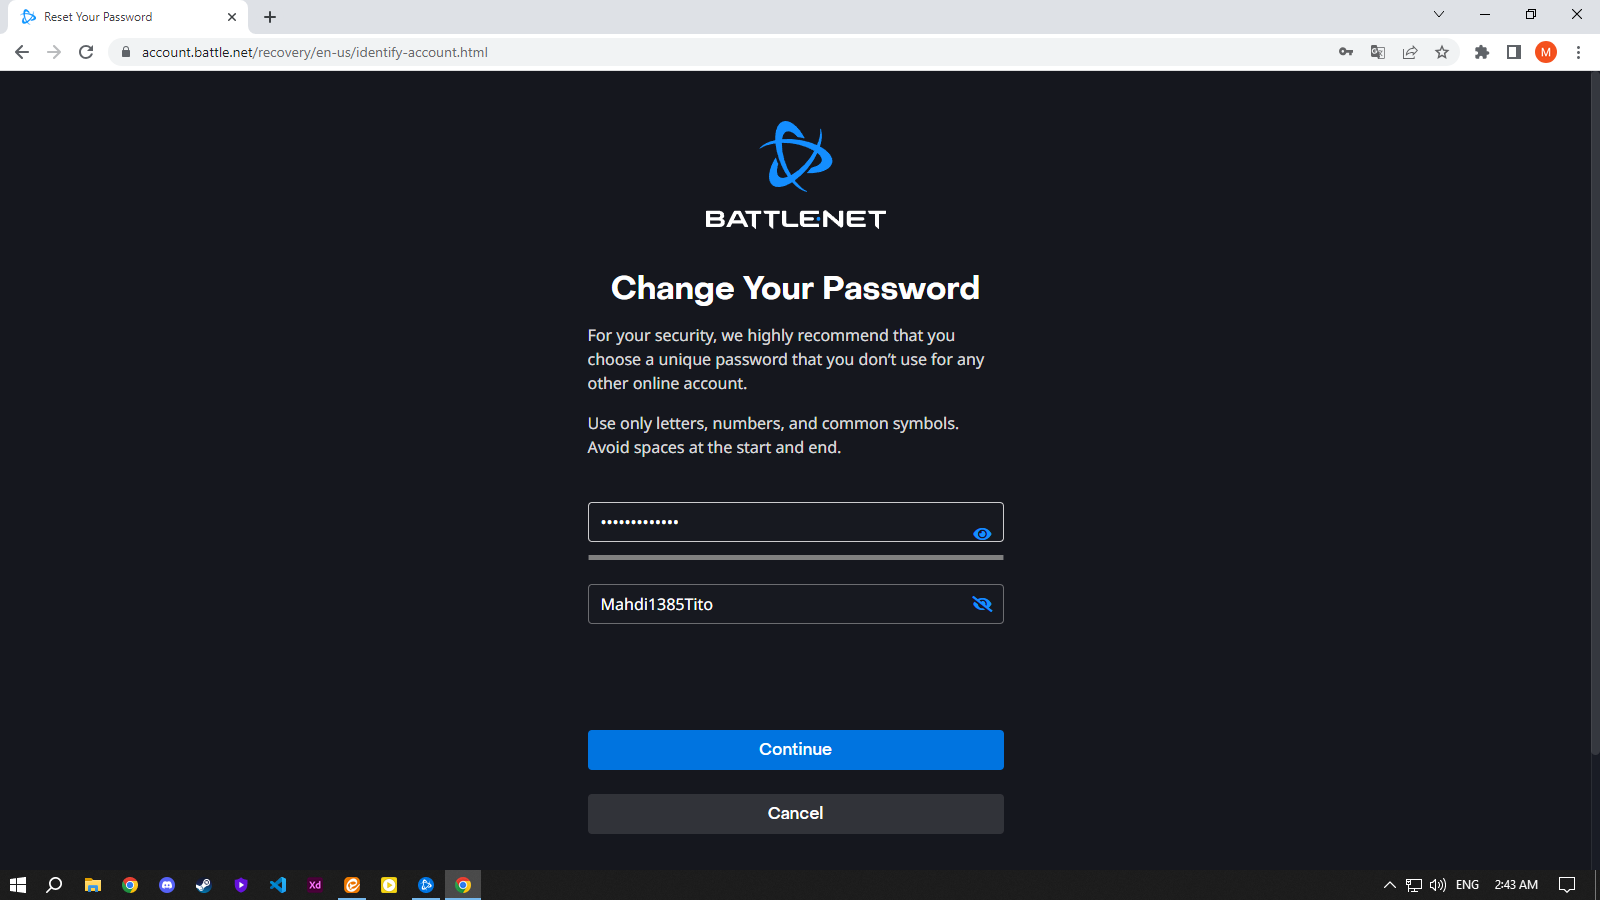 Reset Your Password
account.battle.net/recovery/en-us/identify-account.html
M
BATTLE.NET
Change Your Password
For your security, we highly recommend that you
choose a unique password that you don’t use for any
other online account.
Use only letters, numbers, and common symbols.
Avoid spaces at the start and end.
•••••••••••••
Mahdi1385Tito
Continue
Cancel
Xd
ENG
2:43 AM